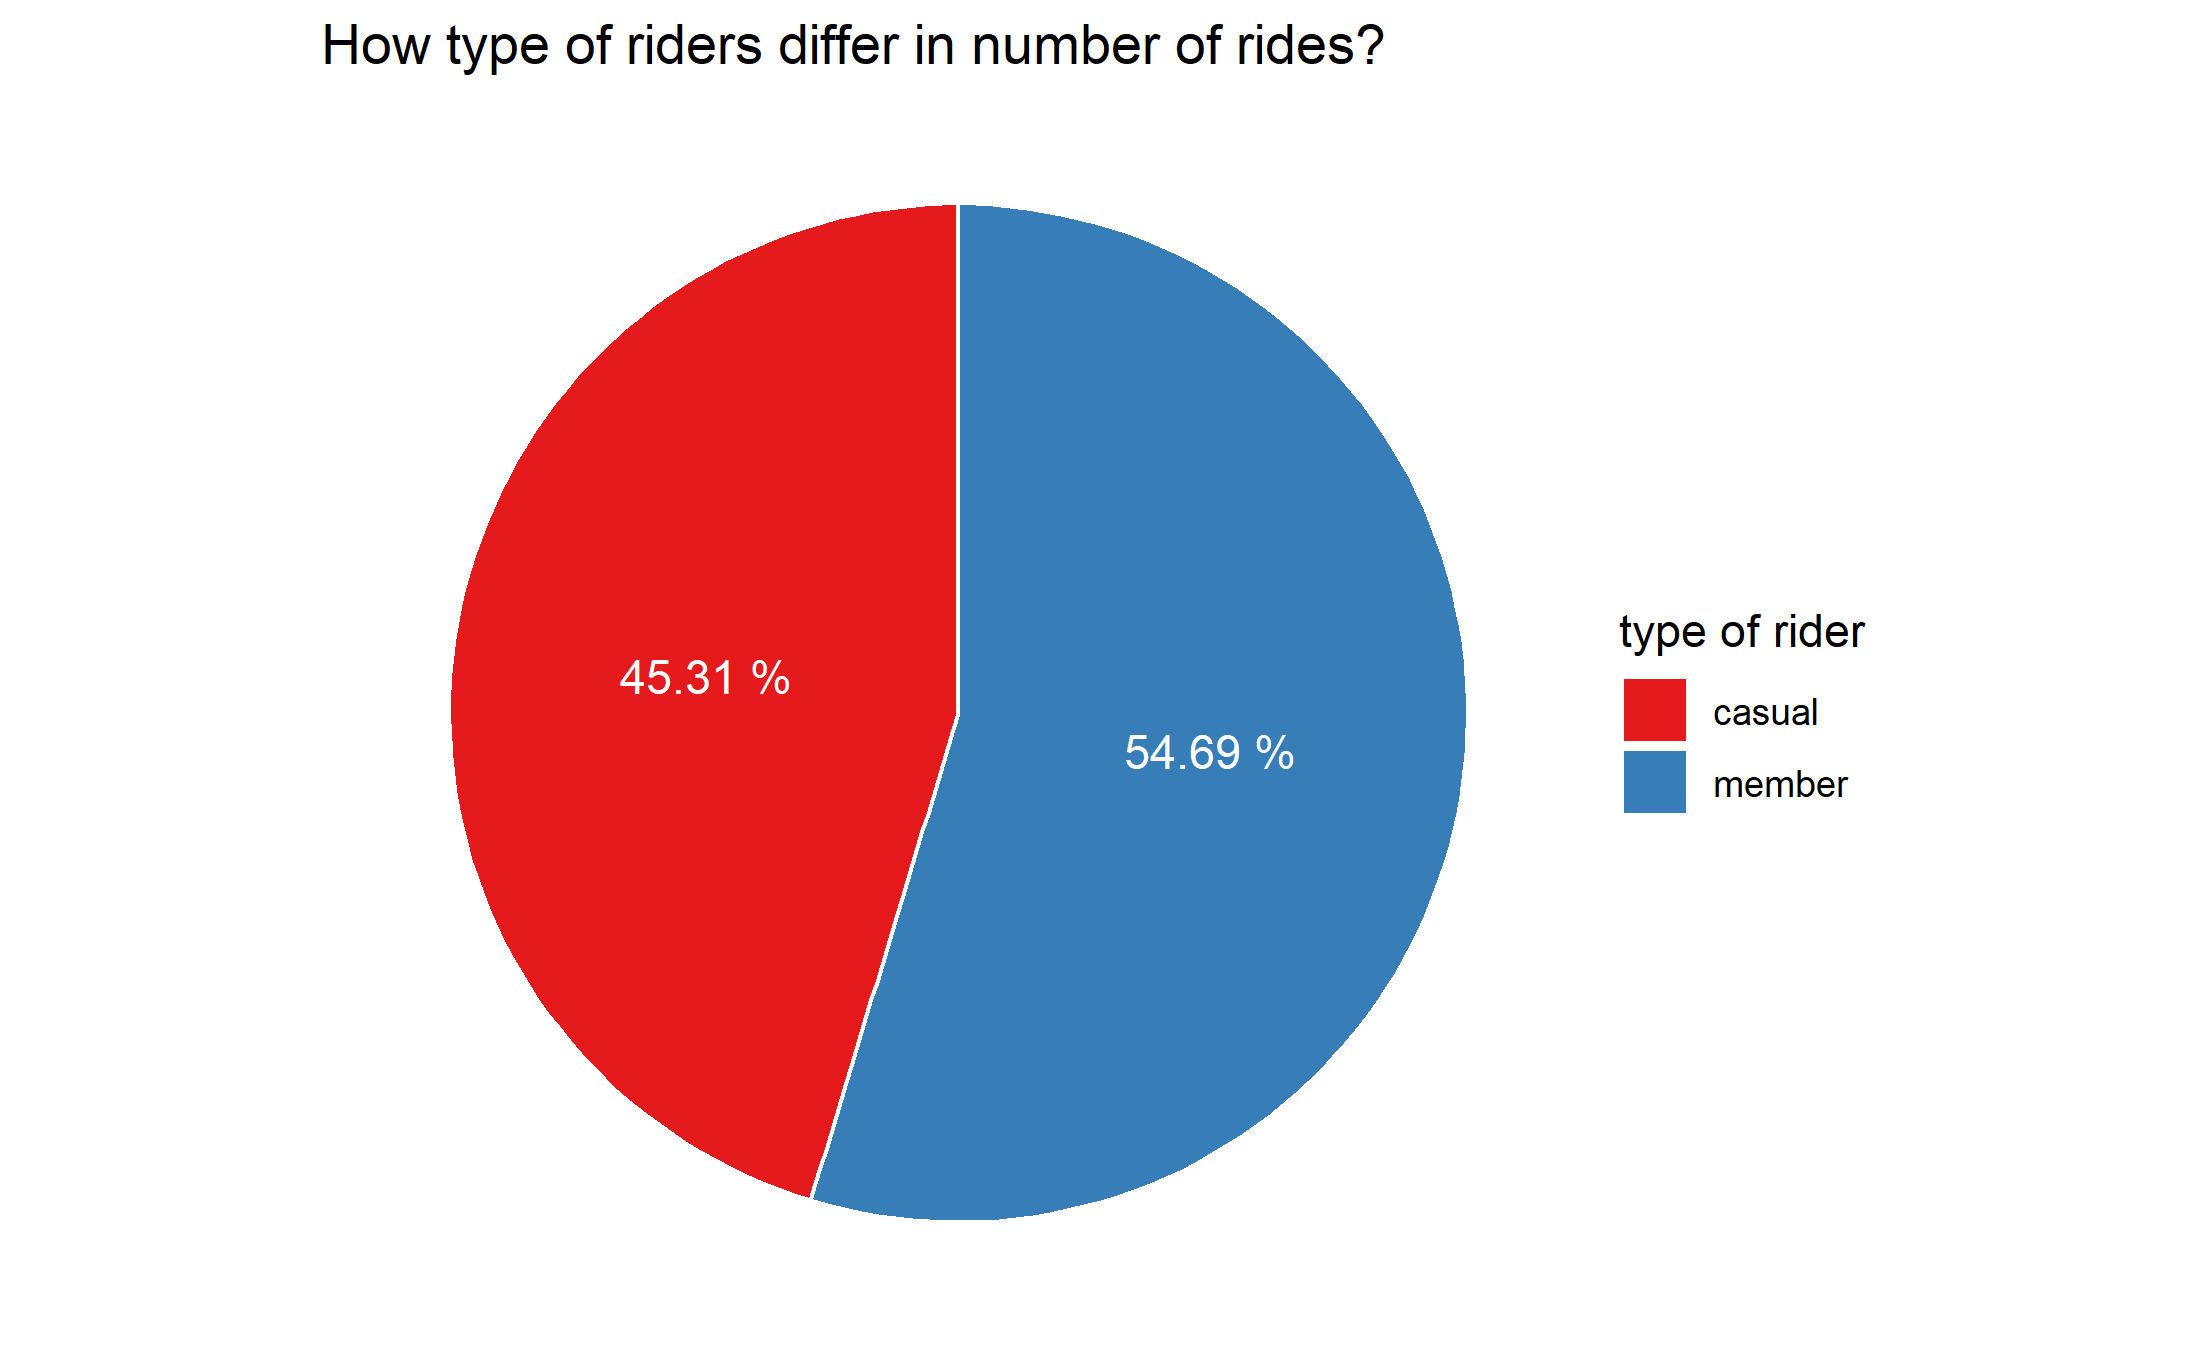 How type of riders differ in number of rides?
45.31 %
54.69 %
type of rider
casual
member